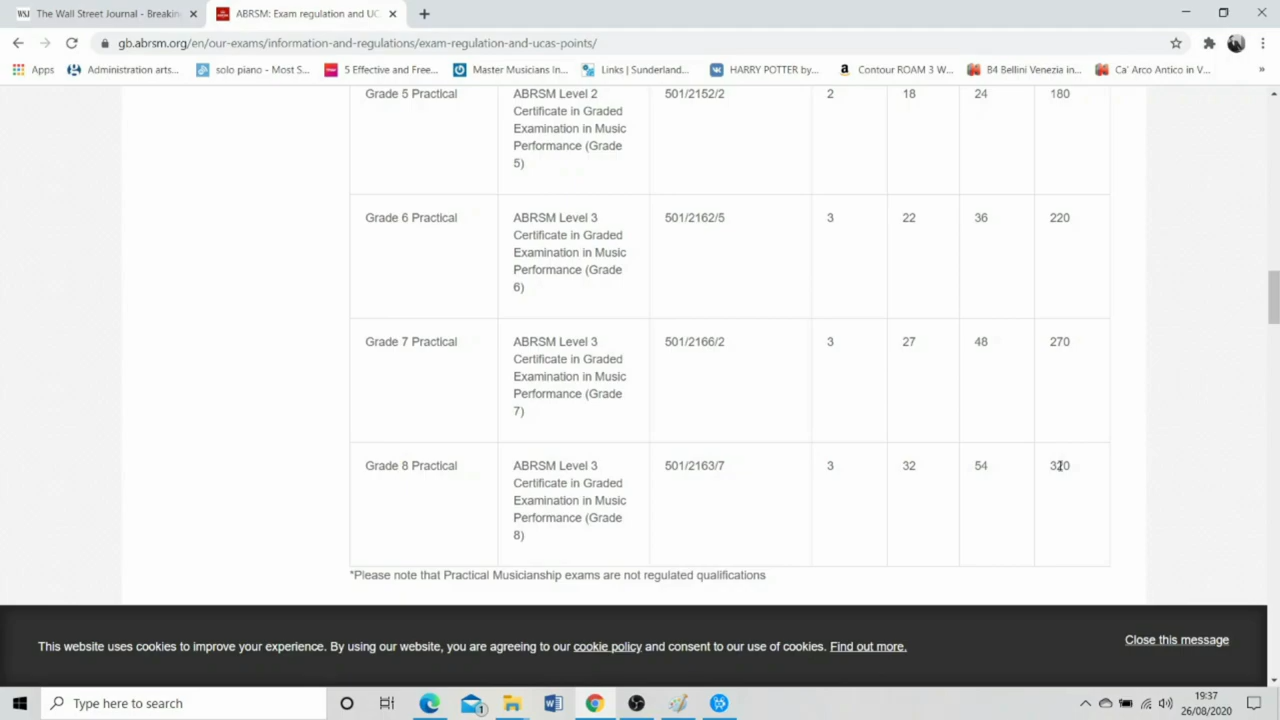 WSJ The Wall Street Journal - Breakin
ABRSM: Exam regulation and UC
gb.abrsm.org/en/our-exams/information-and-regulations/exam-regulation-and-ucas-points/
Apps Administration arts... solo piano - Most S... 5 Effective and Free... Master Musicians In... Links | Sunderland... HARRY POTTER by... Contour ROAM 3 W... B4 Bellini Venezia in... Ca' Arco Antico in V... »
Grade 5 Practical ABRSM Level 2 501/2152/2 2 18 24 180
Certificate in Graded
Examination in Music
Performance (Grade
5)
Grade 6 Practical ABRSM Level 3 501/2162/5 3 22 36 220
Certificate in Graded
Examination in Music
Performance (Grade
6)
Grade 7 Practical ABRSM Level 3 501/2166/2 3 27 48 270
Certificate in Graded
Examination in Music
Performance (Grade
7)
Grade 8 Practical ABRSM Level 3 501/2163/7 3 32 54
Certificate in Graded
Examination in Music
Performance (Grade
8)
*Please note that Practical Musicianship exams are not regulated qualifications
This website uses cookies to improve your experience. By using our website, you are agreeing to our cookie policy and consent to our use of cookies. Find out more.
Close this message
Type here to search
1
19:37
26/08/2020